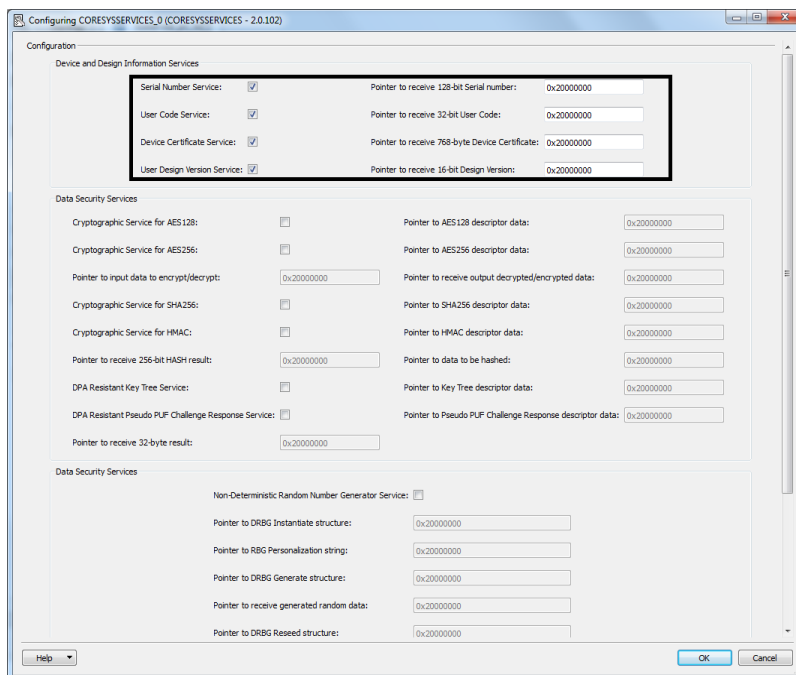 Configuring CORESYSSERVICES_0 (CORESYSSERVICES - 2.0.102)
Configuration
Device and Design Information Services
Serial Number Service: Pointer to receive 128-bit Serial number: 0x20000000
User Code Service: Pointer to receive 32-bit User Code: 0x20000000
Device Certificate Service: Pointer to receive 768-byte Device Certificate: 0x20000000
User Design Version Service: Pointer to receive 16-bit Design Version: 0x20000000
Data Security Services
Cryptographic Service for AES128: Pointer to AES128 descriptor data: 0x20000000
Cryptographic Service for AES256: Pointer to AES256 descriptor data: 0x20000000
Pointer to input data to encrypt/decrypt: 0x20000000 Pointer to receive output decrypted/encrypted data: 0x20000000
Cryptographic Service for SHA256: Pointer to SHA256 descriptor data: 0x20000000
Cryptographic Service for HMAC: Pointer to HMAC descriptor data: 0x20000000
Pointer to receive 256-bit HASH result: 0x20000000 Pointer to data to be hashed: 0x20000000
DPA Resistant Key Tree Service: Pointer to Key Tree descriptor data: 0x20000000
DPA Resistant Pseudo PUF Challenge Response Service: Pointer to Pseudo PUF Challenge Response descriptor data: 0x20000000
Pointer to receive 32-byte result: 0x20000000
Data Security Services
Non-Deterministic Random Number Generator Service:
Pointer to DRBG Instantiate structure: 0x20000000
Pointer to RBG Personalization string: 0x20000000
Pointer to DRBG Generate structure: 0x20000000
Pointer to receive generated random data: 0x20000000
Pointer to DRBG Reseed structure: 0x20000000
Help OK Cancel